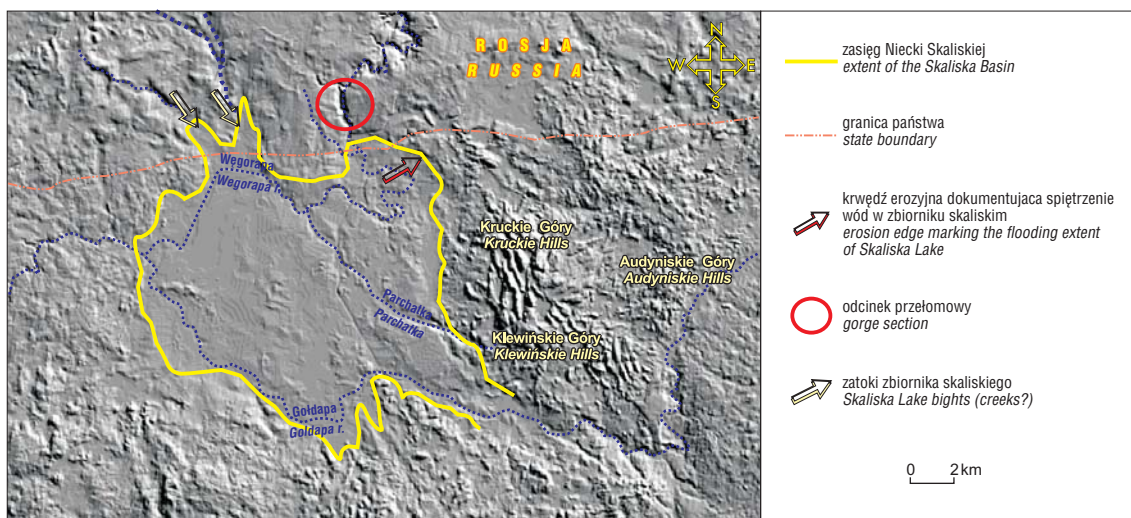 ROSJA
RUSSIA
N
W E
S
Węgorapa
Węgorapa r.
Kruckie Góry
Kruckie Hills
Audyniskie Góry
Audyniskie Hills
Parchatka
Parchatka
Klewińskie Góry
Klewińskie Hills
Gołdapa
Gołdapa r.
zasięg Niecki Skaliskiej
extent of the Skaliska Basin
granica państwa
state boundary
krwędź erozyjna dokumentujaca spiętrzenie
wód w zbiorniku skaliskim
erosion edge marking the flooding extent
of Skaliska Lake
odcinek przełomowy
gorge section
zatoki zbiornika skaliskiego
Skaliska Lake bights (creeks?)
0 2 km